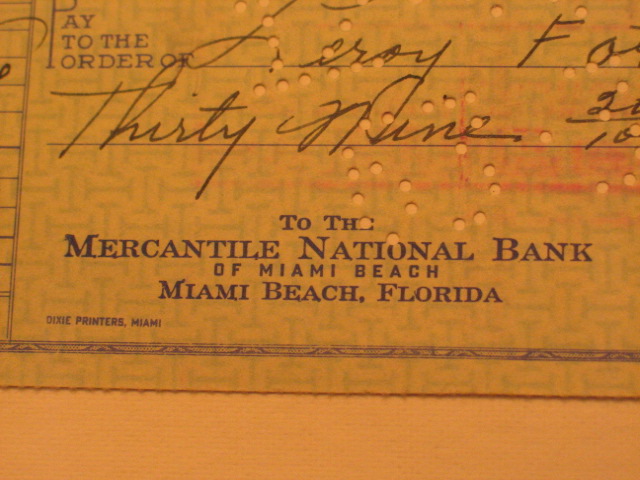 PAY
TO THE
ORDER OF Leroy
Thirty Nine
TO THE
MERCANTILE NATIONAL BANK
OF MIAMI BEACH
MIAMI BEACH, FLORIDA
DIXIE PRINTERS, MIAMI